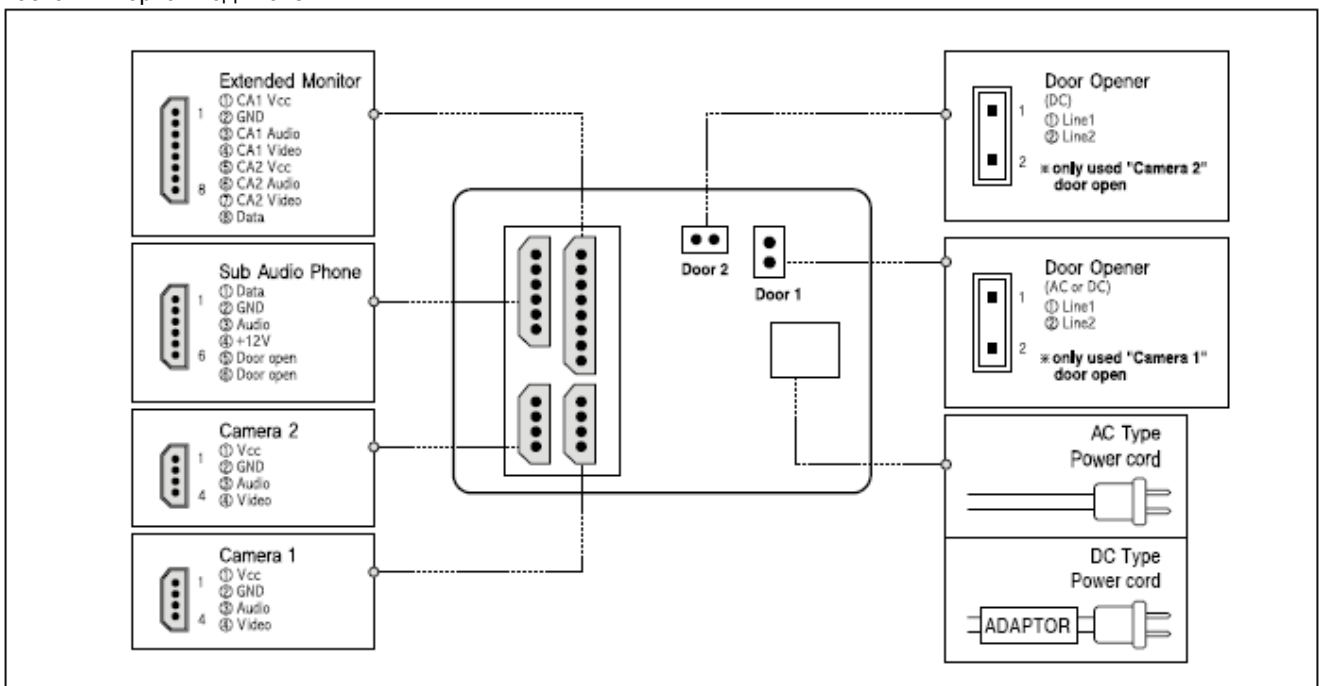 Extended Monitor
① CA1 Vcc
② GND
③ CA1 Audio
④ CA1 Video
⑤ CA2 Vcc
⑥ CA2 Audio
⑦ CA2 Video
⑧ Data
1
8
Sub Audio Phone
① Data
② GND
③ Audio
④ +12V
⑤ Door open
⑥ Door open
1
6
Camera 2
① Vcc
② GND
③ Audio
④ Video
1
4
Camera 1
① Vcc
② GND
③ Audio
④ Video
1
4
Door 2
Door 1
Door Opener
(DC)
① Line1
② Line2
1
2
※ only used "Camera 2"
door open
Door Opener
(AC or DC)
① Line1
② Line2
1
2
※ only used "Camera 1"
door open
AC Type
Power cord
DC Type
Power cord
ADAPTOR